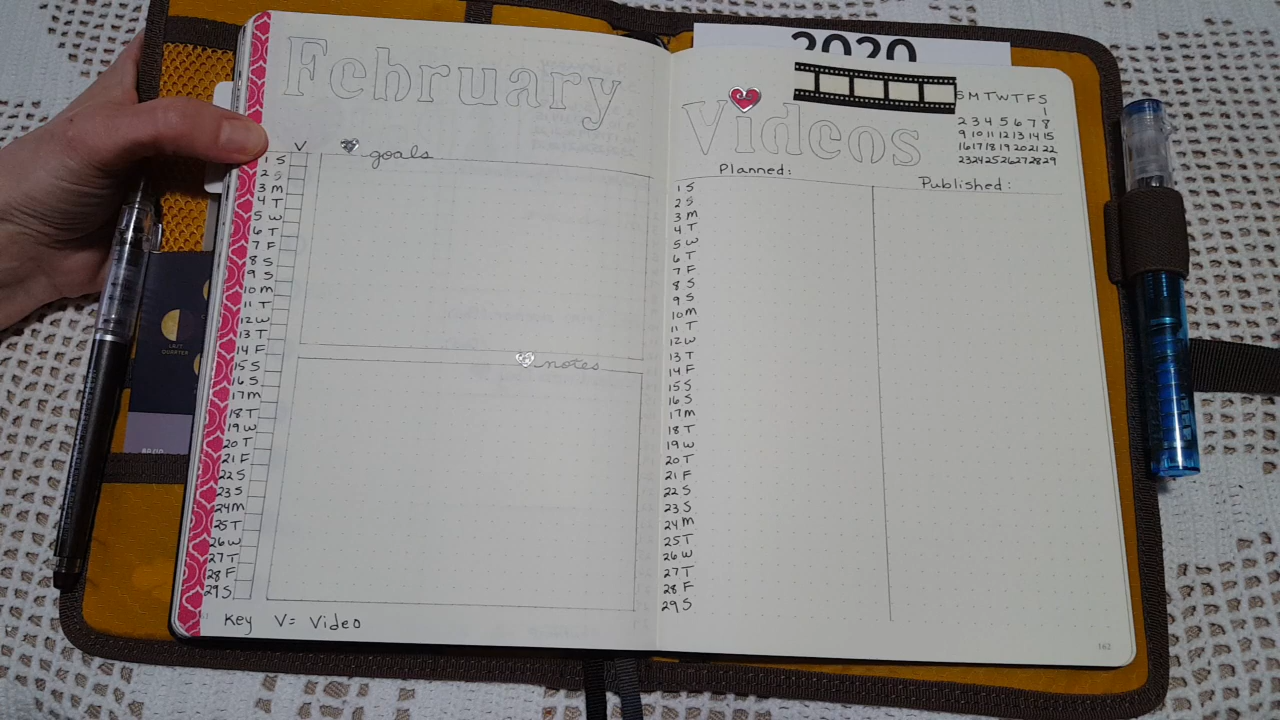 February
V
goals
1 S
2 S
3 M
4 T
5 W
6 T
7 F
8 S
9 S
10 M
11 T
12 W
13 T
14 F
15 S
16 S
17 M
18 T
19 W
20 T
21 F
22 S
23 S
24 M
25 T
26 W
27 T
28 F
29 S
notes
Key V= Video
LAST
QUARTER
2020
Videos
S M T W T F S
1
2 3 4 5 6 7 8
9 10 11 12 13 14 15
16 17 18 19 20 21 22
23 24 25 26 27 28 29
Planned:
1 S
2 S
3 M
4 T
5 W
6 T
7 F
8 S
9 S
10 M
11 T
12 W
13 T
14 F
15 S
16 S
17 M
18 T
19 W
20 T
21 F
22 S
23 S
24 M
25 T
26 W
27 T
28 F
29 S
Published:
162